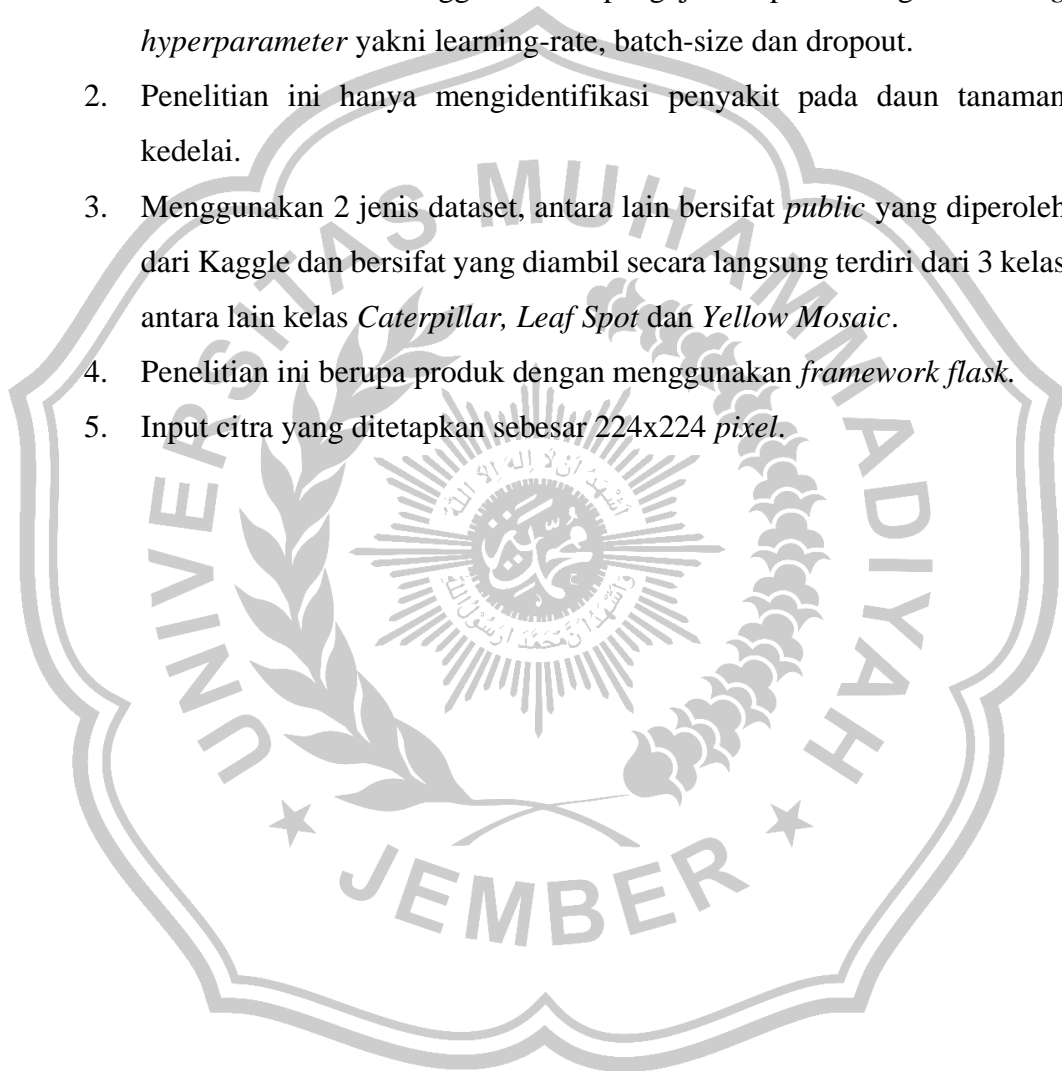 hyperparameter yakni learning-rate, batch-size dan dropout.
2. Penelitian ini hanya mengidentifikasi penyakit pada daun tanaman
kedelai.
3. Menggunakan 2 jenis dataset, antara lain bersifat public yang diperoleh
dari Kaggle dan bersifat yang diambil secara langsung terdiri dari 3 kelas
antara lain kelas Caterpillar, Leaf Spot dan Yellow Mosaic.
4. Penelitian ini berupa produk dengan menggunakan framework flask.
5. Input citra yang ditetapkan sebesar 224x224 pixel.
UNIVERSITAS MUHAMMADIYAH
JEMBER